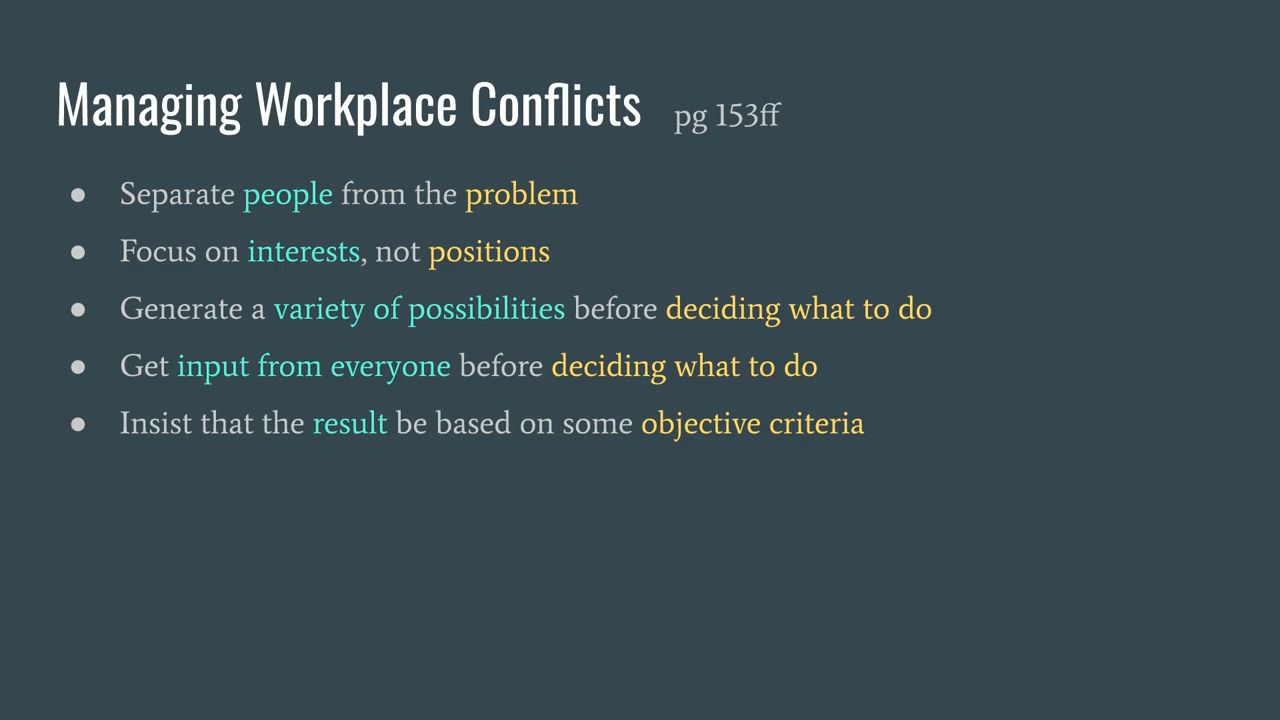 Managing Workplace Conflicts pg 153ff
● Separate people from the problem
● Focus on interests, not positions
● Generate a variety of possibilities before deciding what to do
● Get input from everyone before deciding what to do
● Insist that the result be based on some objective criteria